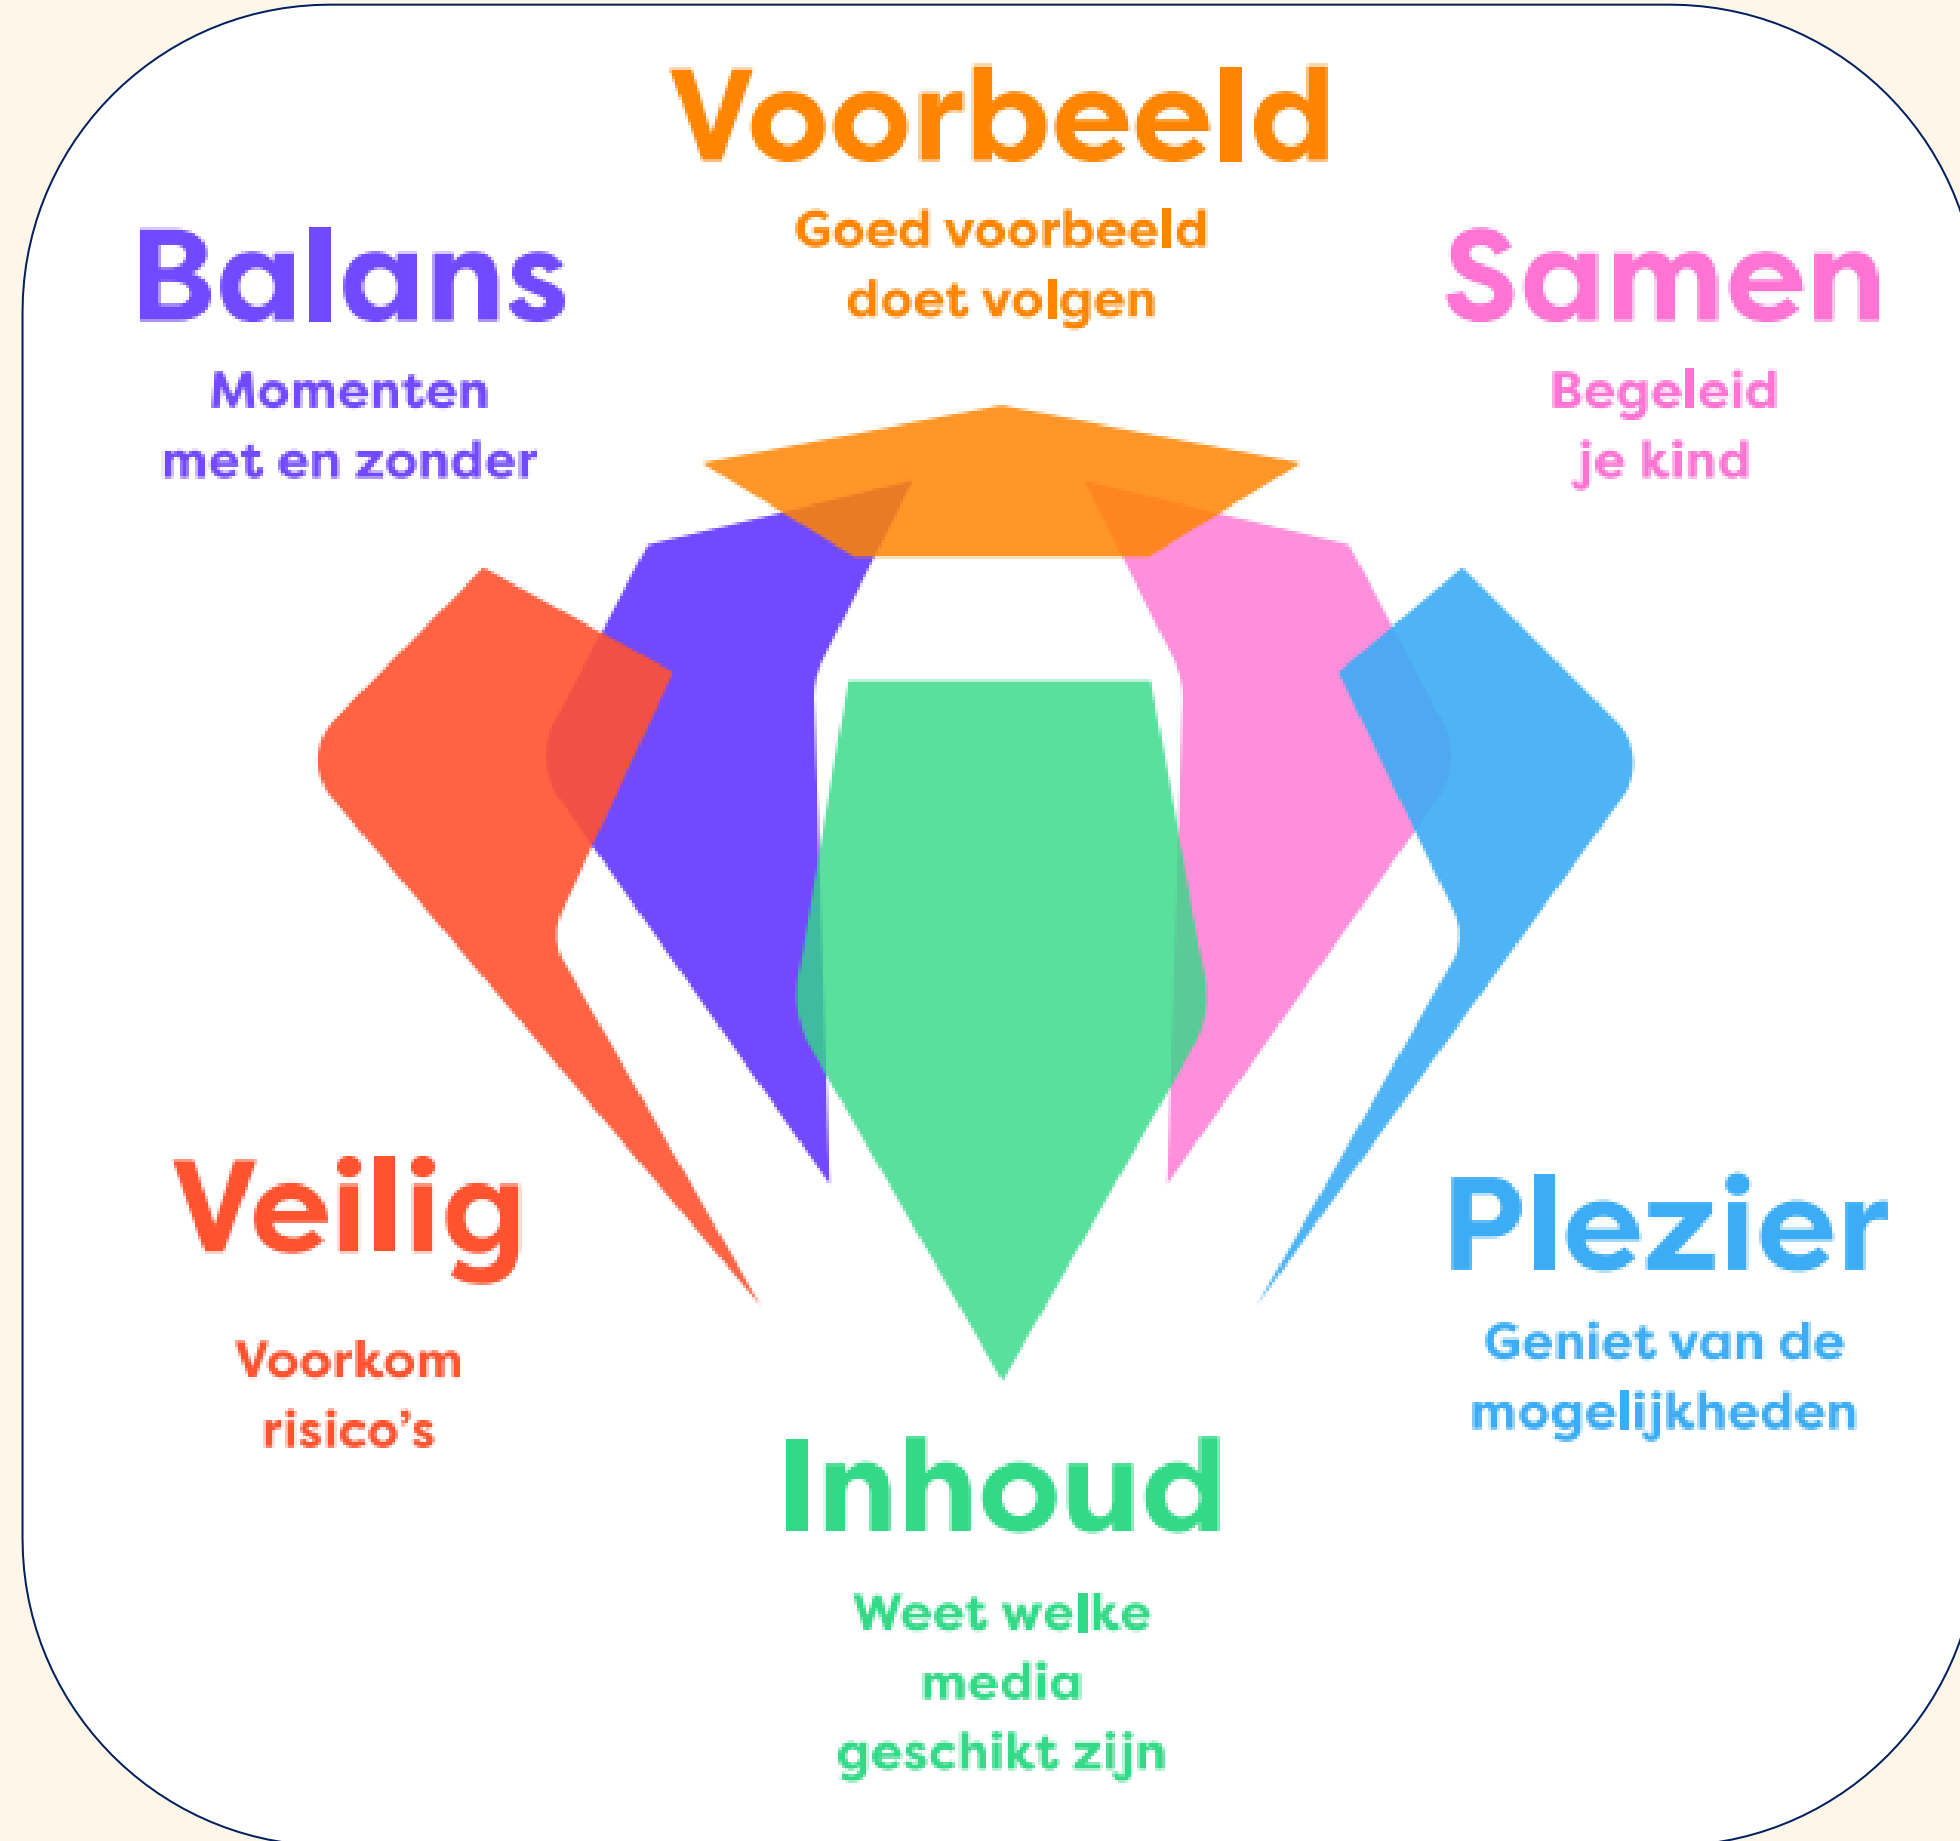 Voorbeeld
Goed voorbeeld
doet volgen
Balans
Momenten
met en zonder
Samen
Begeleid
je kind
Veilig
Voorkom
risico’s
Plezier
Geniet van de
mogelijkheden
Inhoud
Weet welke
media
geschikt zijn